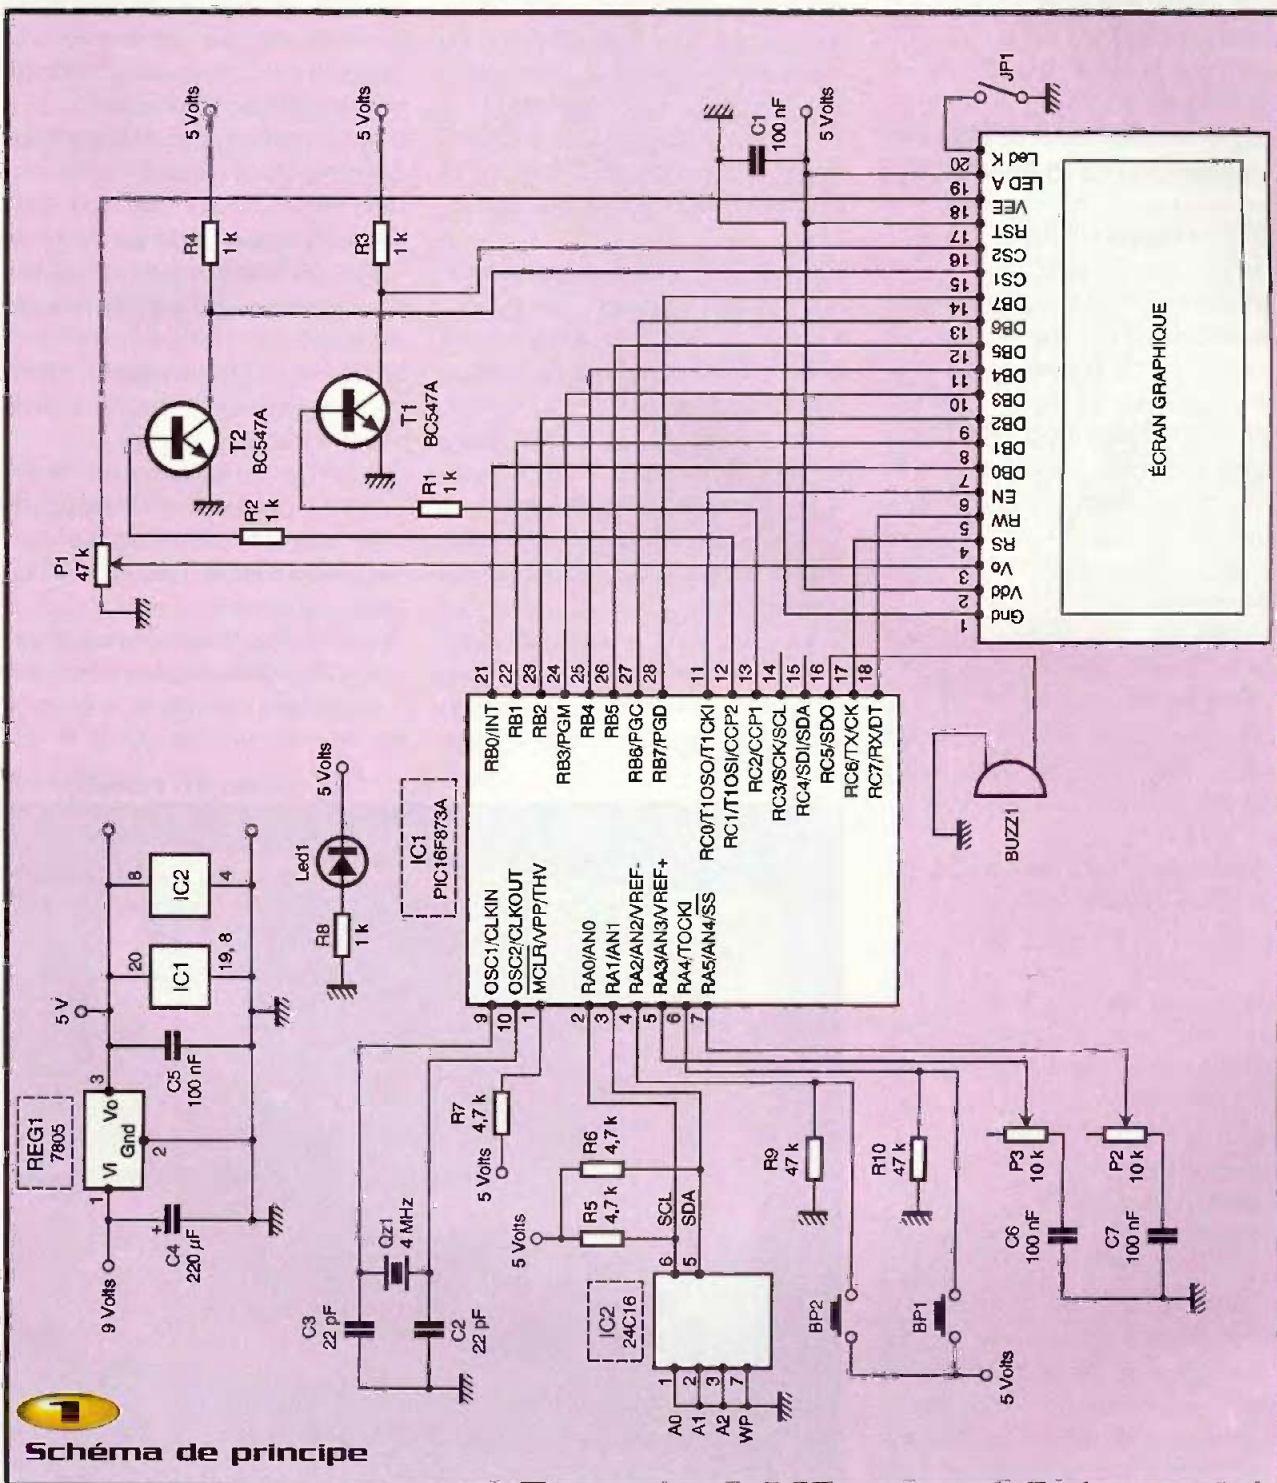 1
Schéma de principe
9 Volts
C4
220 µF
+
1
REG1
7805
Vi
Vo
Gnd
2
3
C5
100 nF
5 V
20
IC1
19, 8
8
IC2
4
Led1
5 Volts
R8
1 k
C3
22 pF
C2
22 pF
Qz1
4 MHz
R7
4,7 k
5 Volts
5 Volts
R5
4,7 k
R6
4,7 k
SCL
SDA
6
5
IC2
24C16
1
2
3
7
A0
A1
A2
WP
R9
47 k
R10
47 k
BP2
BP1
5 Volts
P3
10 k
P2
10 k
C6
100 nF
C7
100 nF
IC1
PIC16F873A
9 OSC1/CLKIN
10 OSC2/CLKOUT
1 MCLR/VPP/THV
2 RA0/AN0
3 RA1/AN1
4 RA2/AN2/VREF-
5 RA3/AN3/VREF+
6 RA4/TOCKI
7 RA5/AN4/SS
RB0/INT 21
RB1 22
RB2 23
RB3/PGM 24
RB4 25
RB5 26
RB6/PGC 27
RB7/PGD 28
RC0/T1OSO/T1CKI 11
RC1/T1OSI/CCP2 12
RC2/CCP1 13
RC3/SCK/SCL 14
RC4/SDI/SDA 15
RC5/SDO 16
RC6/TX/CK 17
RC7/RX/DT 18
BUZZ1
P1
47 k
R2
1 k
R1
1 k
T2
BC547A
T1
BC547A
R4
1 k
R3
1 k
5 Volts
5 Volts
C1
100 nF
5 Volts
JP1
1 Gnd
2 Vdd
3 Vo
4 RS
5 RW
6 EN
7 DB0
8 DB1
9 DB2
10 DB3
11 DB4
12 DB5
13 DB6
14 DB7
15 CS1
16 CS2
17 RST
18 VEE
19 LED A
20 Led K
ÉCRAN GRAPHIQUE